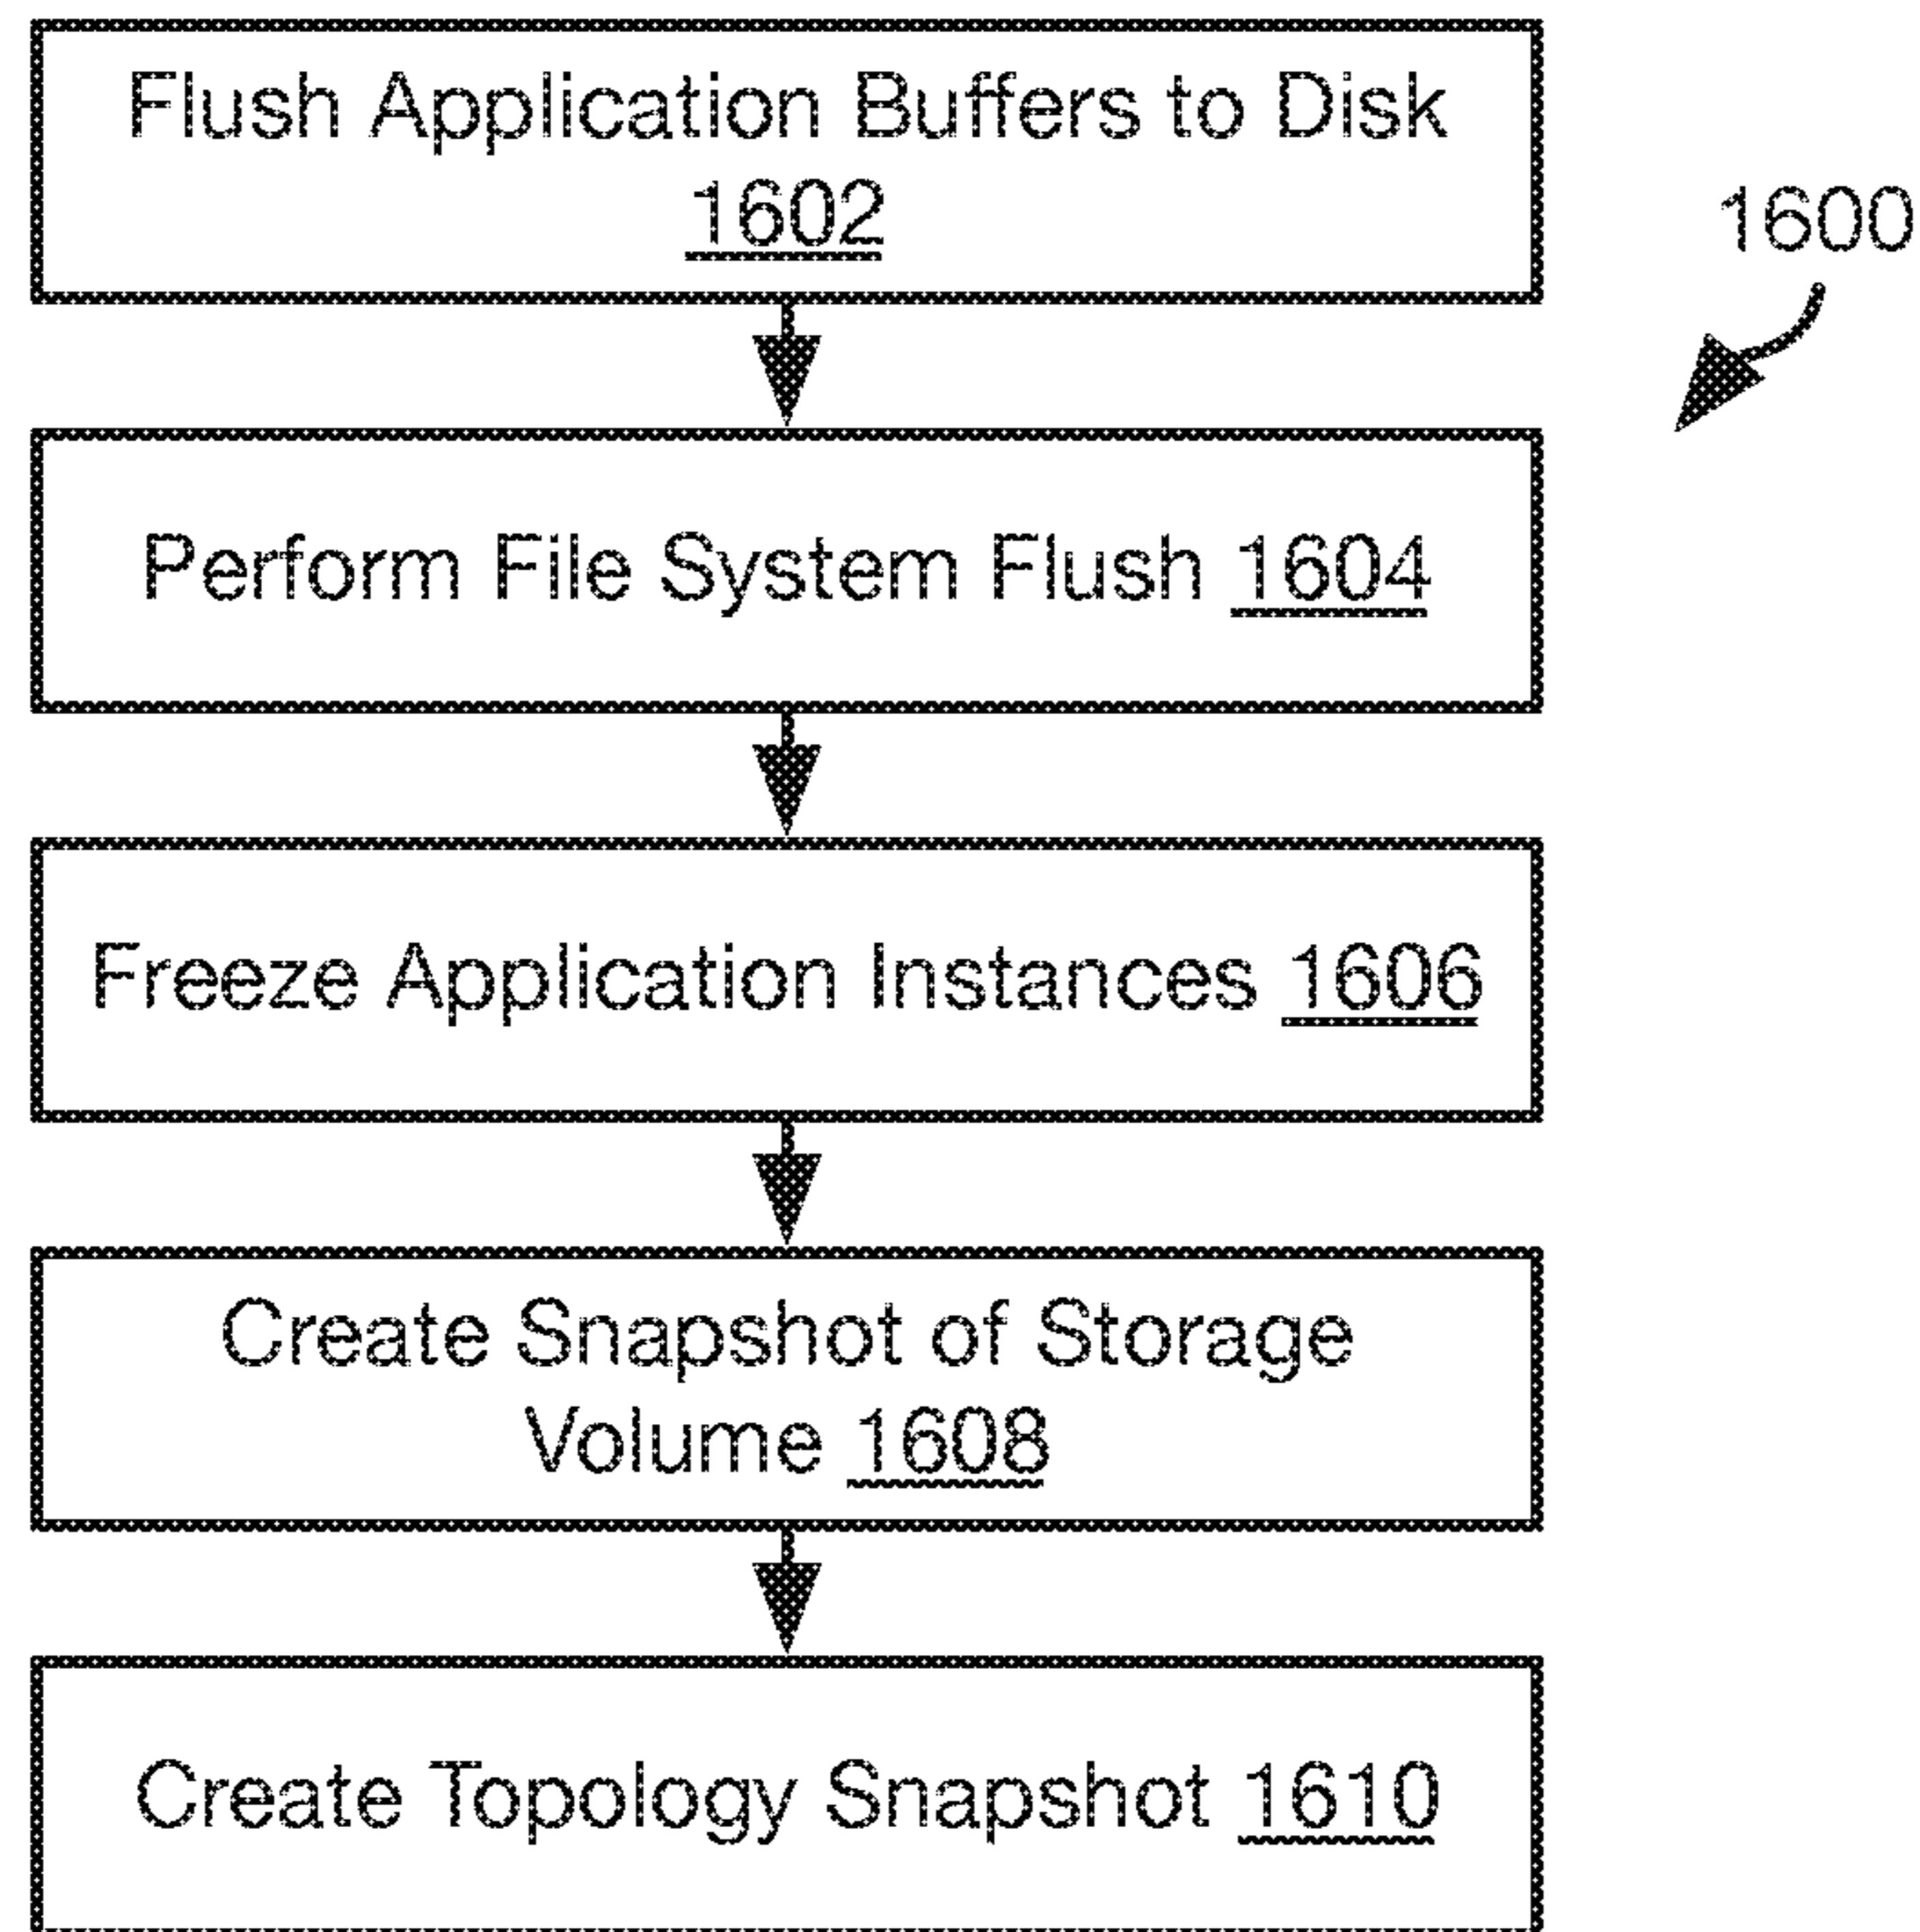 Flush Application Buffers to Disk
1602
1600
Perform File System Flush 1604
Freeze Application Instances 1606
Create Snapshot of Storage
Volume 1608
Create Topology Snapshot 1610